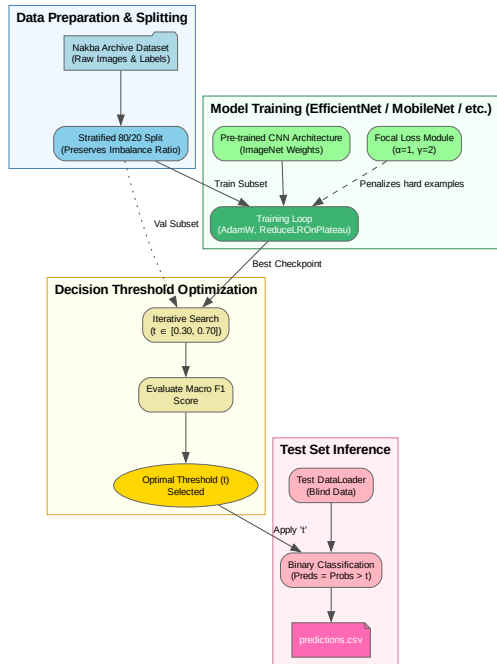 Data Preparation & Splitting
Nakba Archive Dataset
(Raw Images & Labels)
Stratified 80/20 Split
(Preserves Imbalance Ratio)
Model Training (EfficientNet / MobileNet / etc.)
Pre-trained CNN Architecture
(ImageNet Weights)
Focal Loss Module
(α=1, γ=2)
Train Subset
Penalizes hard examples
Val Subset
Training Loop
(AdamW, ReduceLROnPlateau)
Best Checkpoint
Decision Threshold Optimization
Iterative Search
(t ∈ [0.30, 0.70])
Evaluate Macro F1
Score
Optimal Threshold (t)
Selected
Test Set Inference
Test DataLoader
(Blind Data)
Apply 't'
Binary Classification
(Preds = Probs > t)
predictions.csv